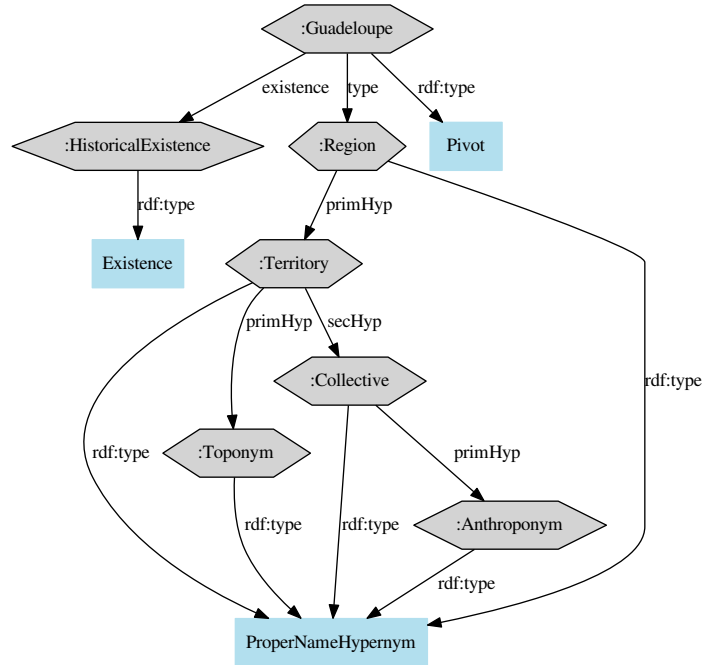 :Guadeloupe
existence
type
rdf:type
:HistoricalExistence
:Region
Pivot
rdf:type
primHyp
Existence
:Territory
primHyp
secHyp
rdf:type
:Collective
rdf:type
:Toponym
primHyp
rdf:type
rdf:type
:Anthroponym
rdf:type
ProperNameHypernym